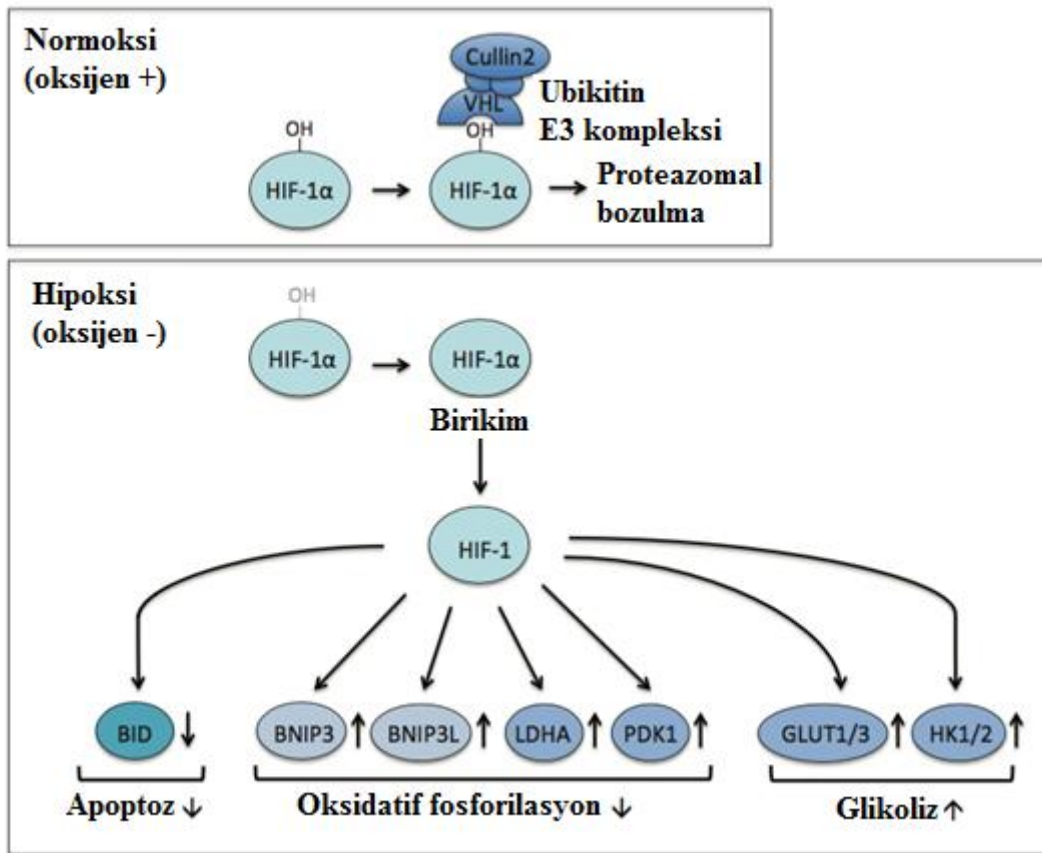 Normoksi
(oksijen +)
Cullin2
VHL
Ubikitin
E3 kompleksi
OH
OH
HIF-1α
HIF-1α
Proteazomal
bozulma
Hipoksi
(oksijen -)
OH
HIF-1α
HIF-1α
Birikim
HIF-1
BID ↓
BNIP3 ↑
BNIP3L ↑
LDHA ↑
PDK1 ↑
GLUT1/3 ↑
HK1/2 ↑
Apoptoz ↓
Oksidatif fosforilasyon ↓
Glikoliz ↑